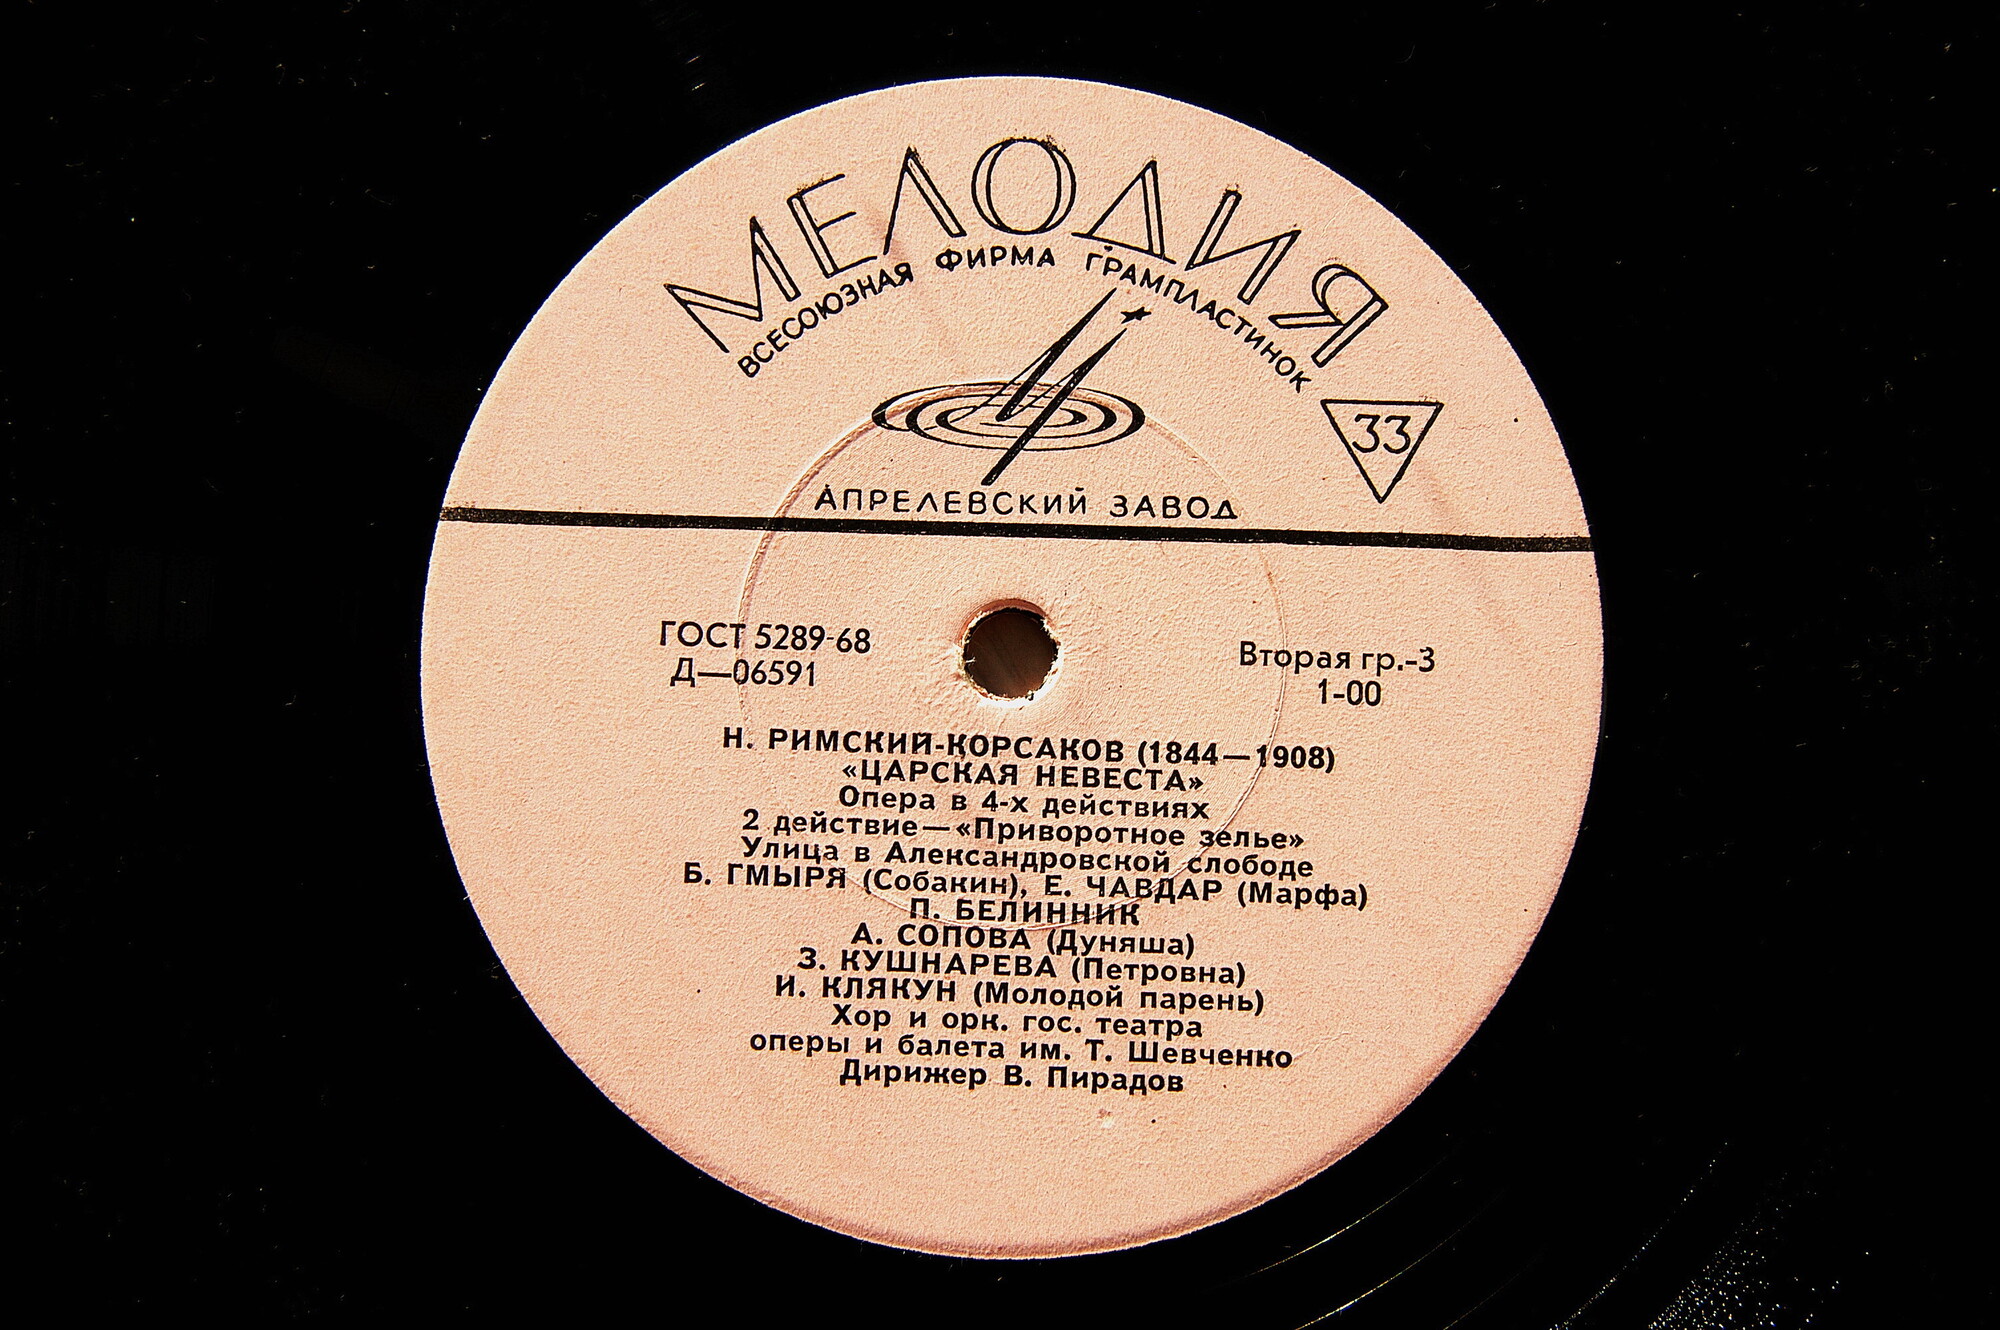 МЕЛОДИЯ
ВСЕСОЮЗНАЯ ФИРМА ГРАМПЛАСТИНОК
33
АПРЕЛЕВСКИЙ ЗАВОД
ГОСТ 5289-68
Д—06591
Вторая гр.-3
1-00
Н. РИМСКИЙ-КОРСАКОВ (1844—1908)
«ЦАРСКАЯ НЕВЕСТА»
Опера в 4-х действиях
2 действие—«Приворотное зелье»
Улица в Александровской слободе
Б. ГМЫРЯ (Собакин), Е. ЧАВДАР (Марфа)
П. БЕЛИННИК
А. СОПОВА (Дуняша)
З. КУШНАРЕВА (Петровна)
И. КЛЯКУН (Молодой парень)
Хор и орк. гос. театра
оперы и балета им. Т. Шевченко
Дирижер В. Пирадов